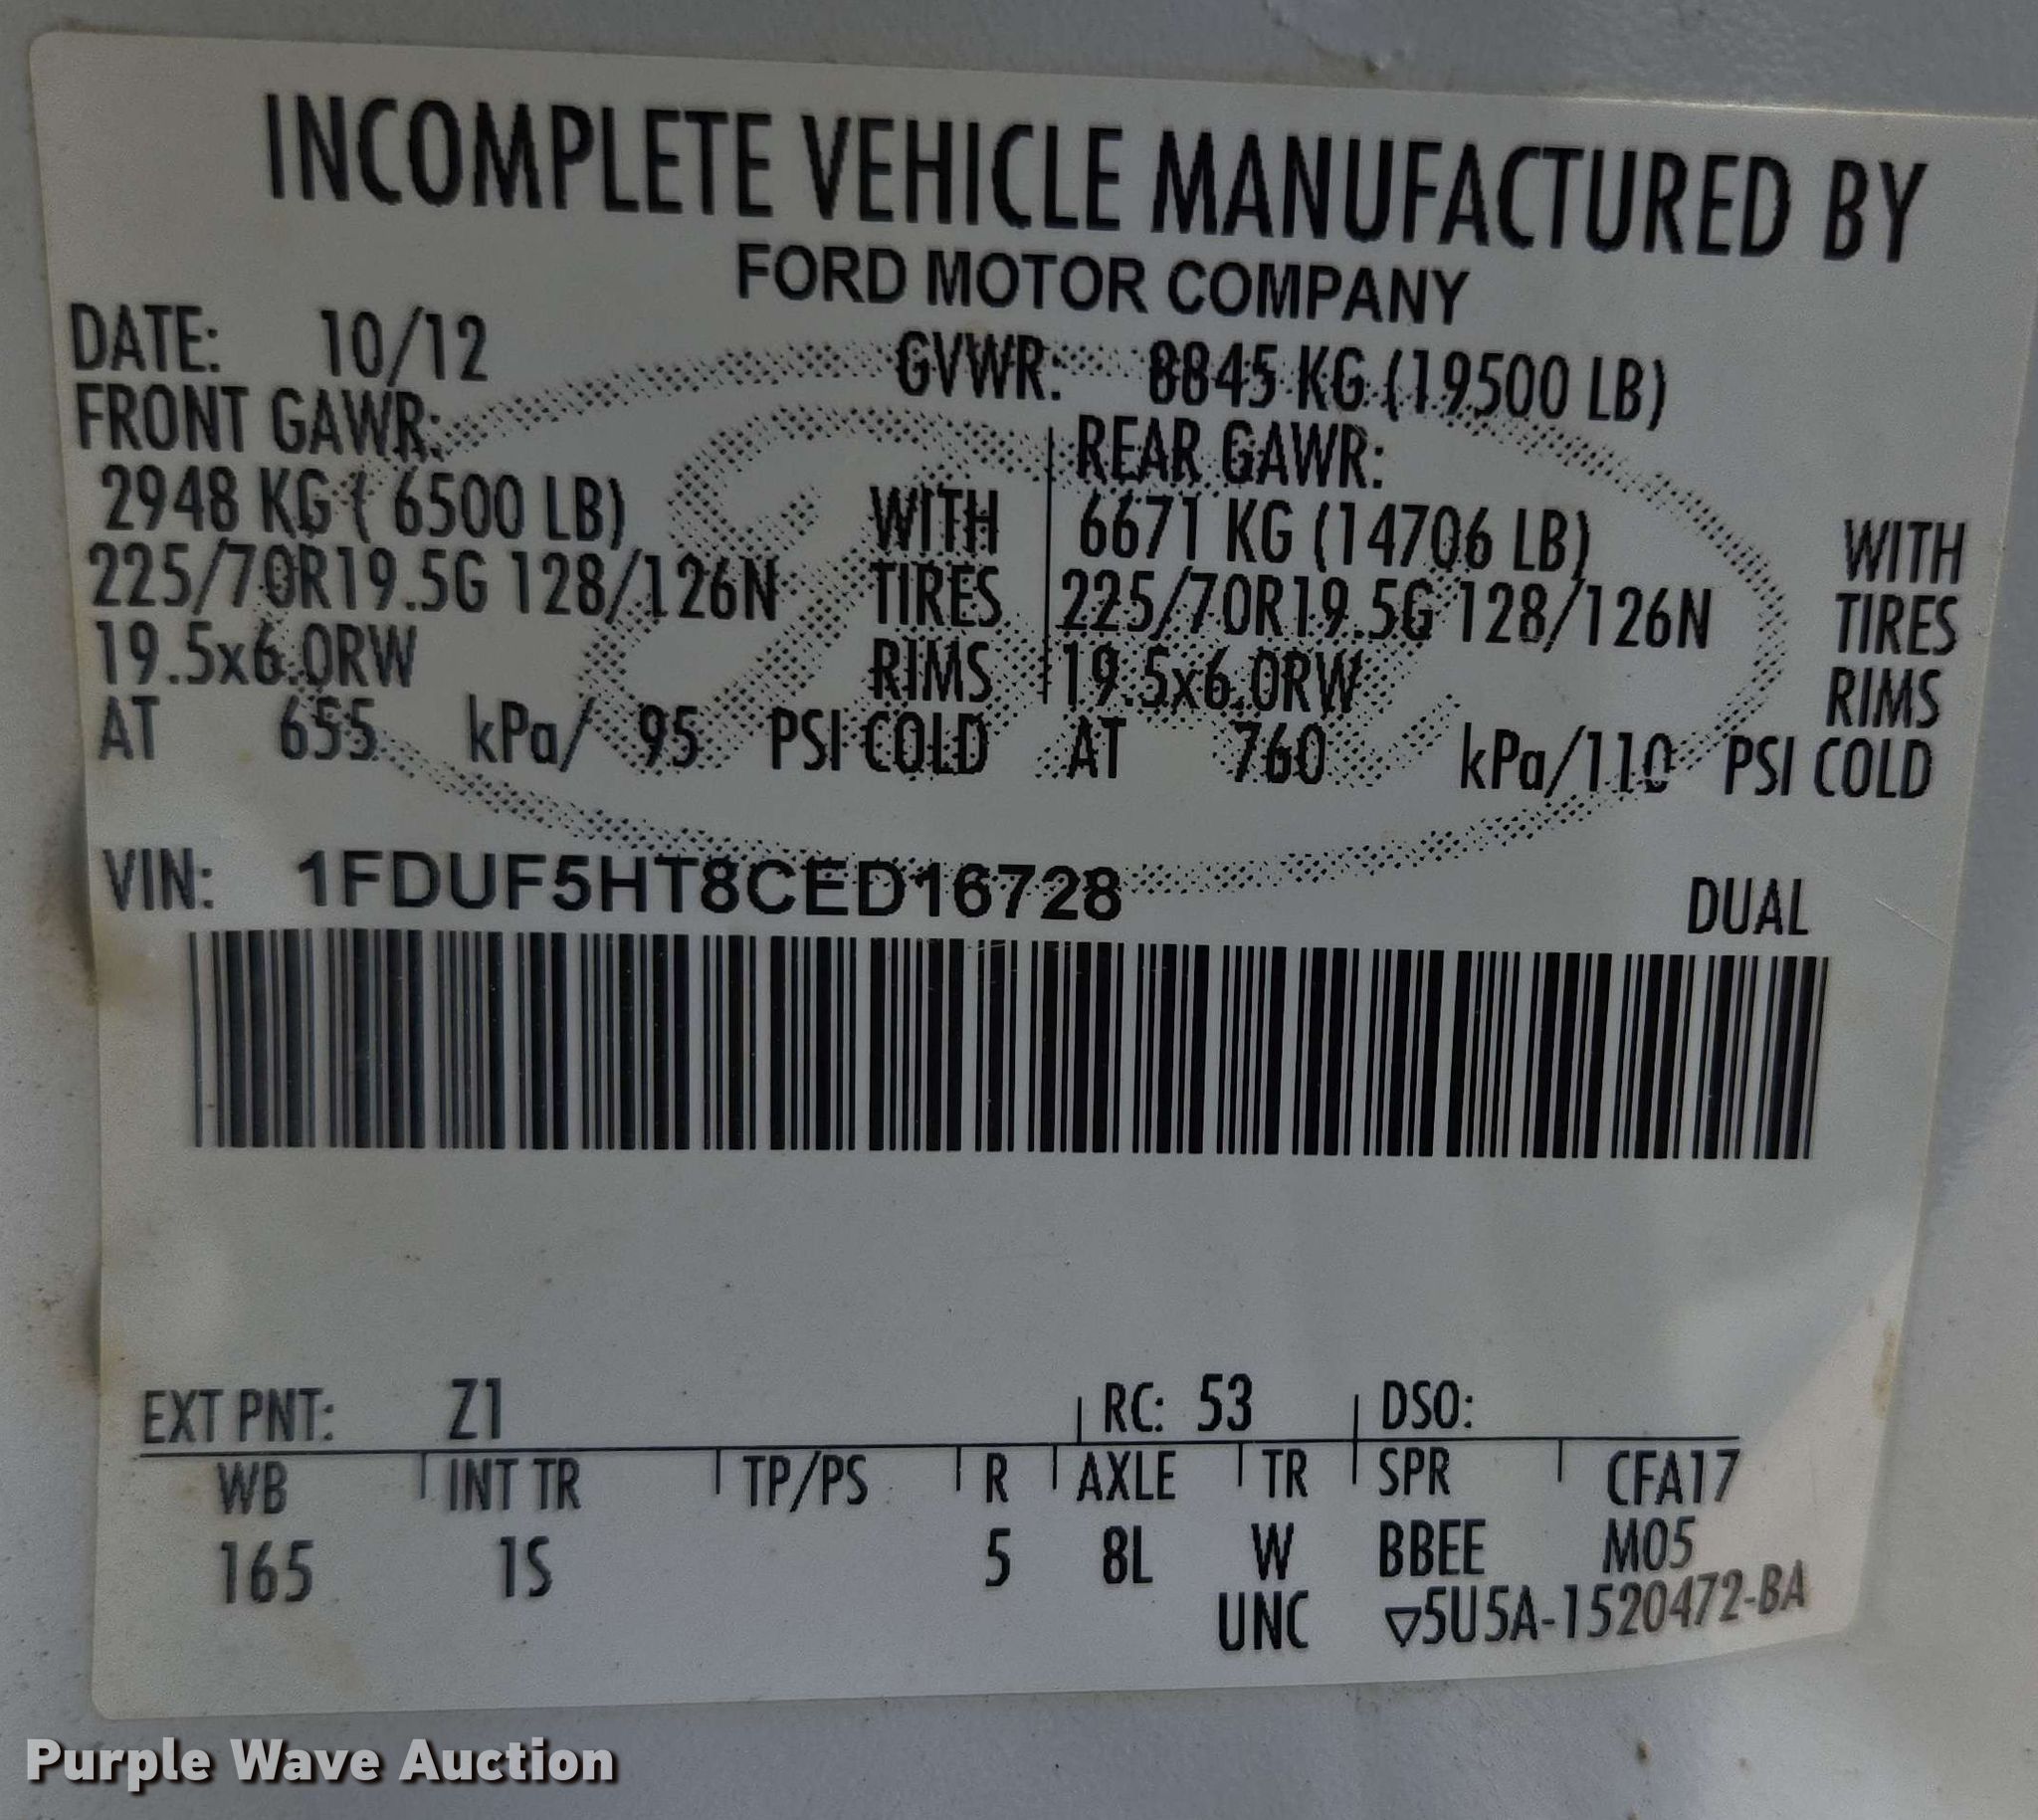 INCOMPLETE VEHICLE MANUFACTURED BY
FORD MOTOR COMPANY
DATE: 10/12 GVWR: 8845 KG (19500 LB)
FRONT GAWR: REAR GAWR:
2948 KG ( 6500 LB) WITH 6671 KG (14706 LB) WITH
225/70R19.5G 128/126N TIRES 225/70R19.5G 128/126N TIRES
19.5x6.0RW RIMS 19.5x6.0RW RIMS
AT 655 kPa/ 95 PSI COLD AT 760 kPa/110 PSI COLD
VIN: 1FDUF5HT8CED16728 DUAL
EXT PNT: Z1 RC: 53 DSO:
WB INT TR TP/PS R AXLE TR SPR CFA17
165 1S 5 8L W BBEE M05
UNC ▽5U5A-1520472-BA
Purple Wave Auction